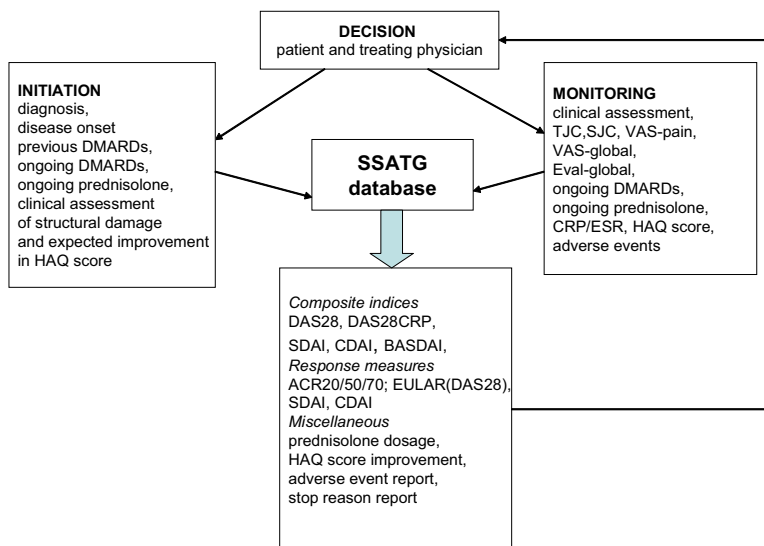 DECISION
patient and treating physician
INITIATION
diagnosis,
disease onset
previous DMARDs,
ongoing DMARDs,
ongoing prednisolone,
clinical assessment
of structural damage
and expected improvement
in HAQ score
SSATG
database
MONITORING
clinical assessment,
TJC,SJC, VAS-pain,
VAS-global,
Eval-global,
ongoing DMARDs,
ongoing prednisolone,
CRP/ESR, HAQ score,
adverse events
Composite indices
DAS28, DAS28CRP,
SDAI, CDAI, BASDAI,
Response measures
ACR20/50/70; EULAR(DAS28),
SDAI, CDAI
Miscellaneous
prednisolone dosage,
HAQ score improvement,
adverse event report,
stop reason report